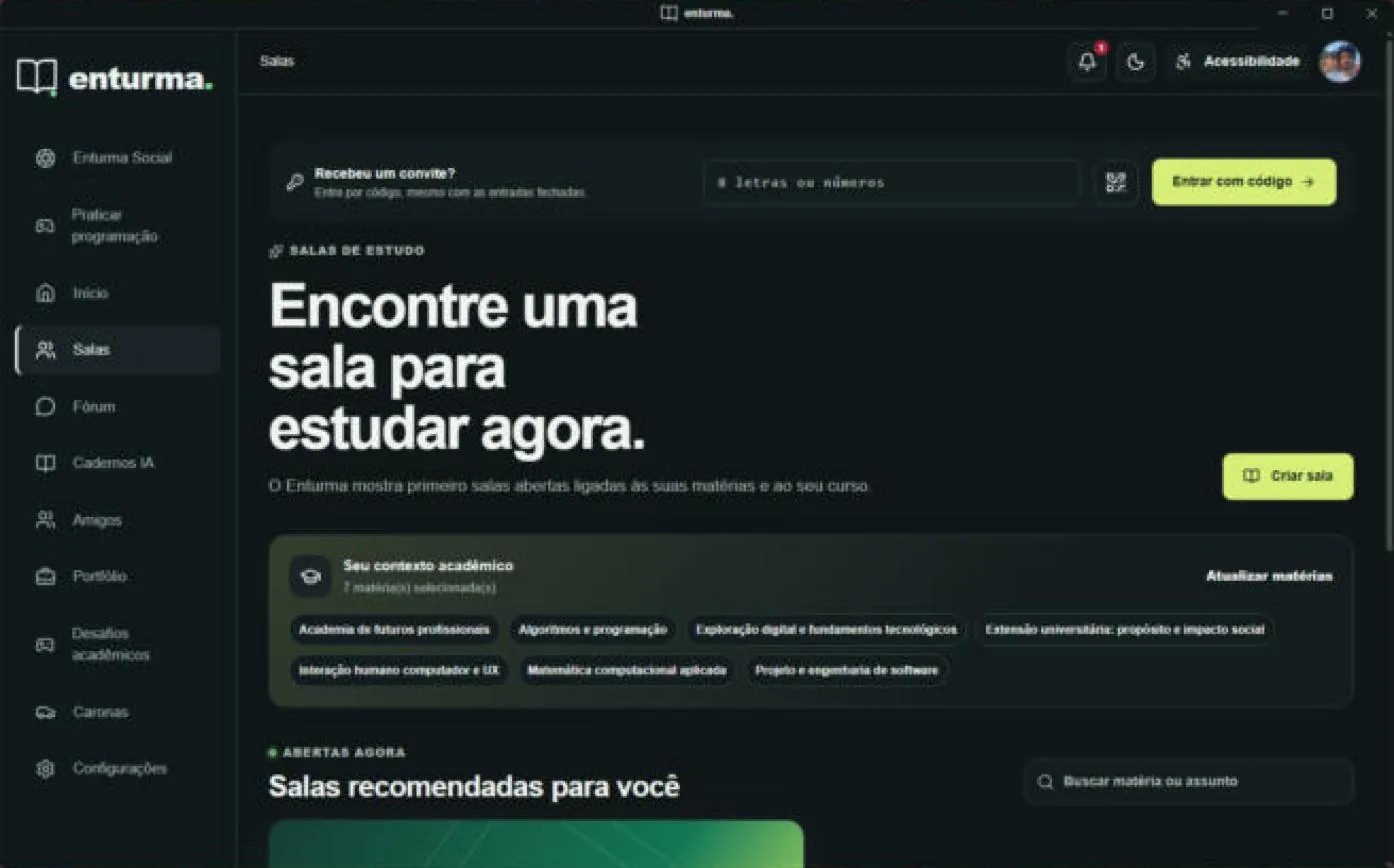 enturma.
enturma.
Salas
1
Acessibilidade
Enturma Social
Praticar
programação
Início
Salas
Fórum
Cadernos IA
Amigos
Portfólio
Desafios
acadêmicos
Caronas
Configurações
Recebeu um convite?
Entre por código, mesmo com as entradas fechadas.
8 letras ou números
Entrar com código →
SALAS DE ESTUDO
Encontre uma
sala para
estudar agora.
O Enturma mostra primeiro salas abertas ligadas às suas matérias e ao seu curso.
Criar sala
Seu contexto acadêmico
7 matéria(s) selecionada(s)
Atualizar matérias
Academia de futuros profissionais
Algoritmos e programação
Exploração digital e fundamentos tecnológicos
Extensão universitária: propósito e impacto social
Interação humano computador e UX
Matemática computacional aplicada
Projeto e engenharia de software
ABERTAS AGORA
Salas recomendadas para você
Buscar matéria ou assunto